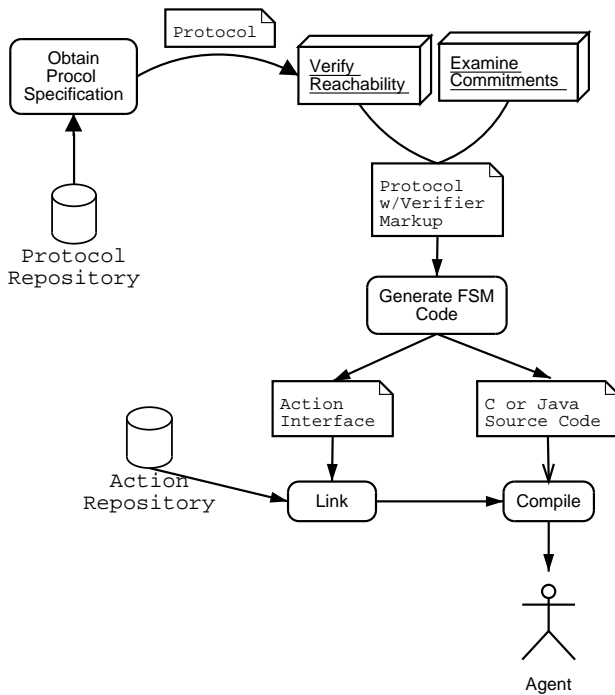 Protocol
Obtain
Procol
Specification
Verify
Reachability
Examine
Commitments
Protocol
w/Verifier
Markup
Protocol
Repository
Generate FSM
Code
Action
Interface
C or Java
Source Code
Action
Repository
Link
Compile
Agent